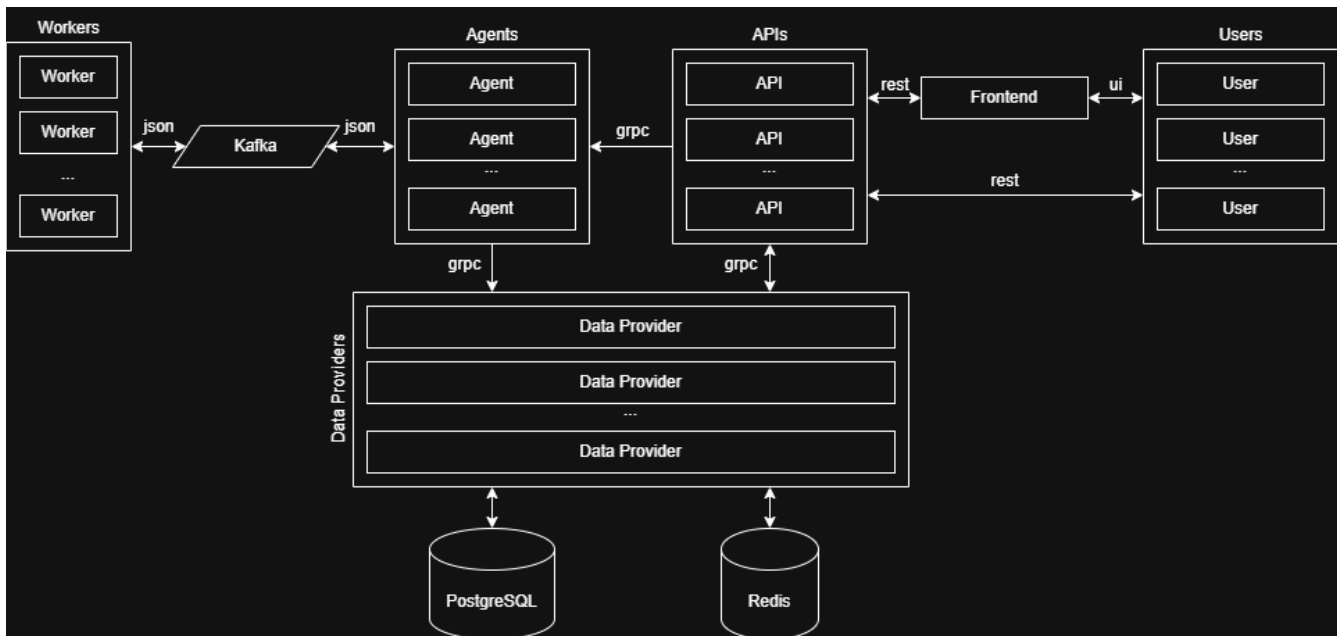 Workers
Agents
APIs
Users
Worker
Worker
...
Worker
json
Kafka
json
Agent
Agent
...
Agent
grpc
API
API
...
API
rest
Frontend
ui
rest
User
User
...
User
grpc
grpc
Data Providers
Data Provider
Data Provider
...
Data Provider
PostgreSQL
Redis